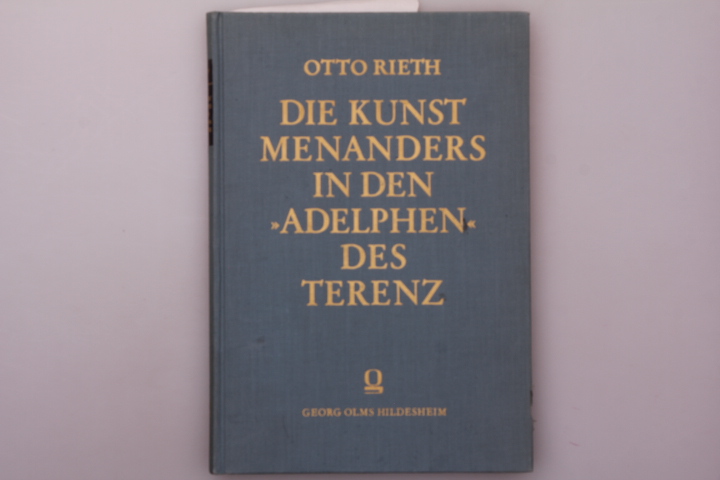 OTTO RIETH
DIE KUNST
MENANDERS
IN DEN
»ADELPHEN«
DES
TERENZ
GEORG OLMS HILDESHEIM